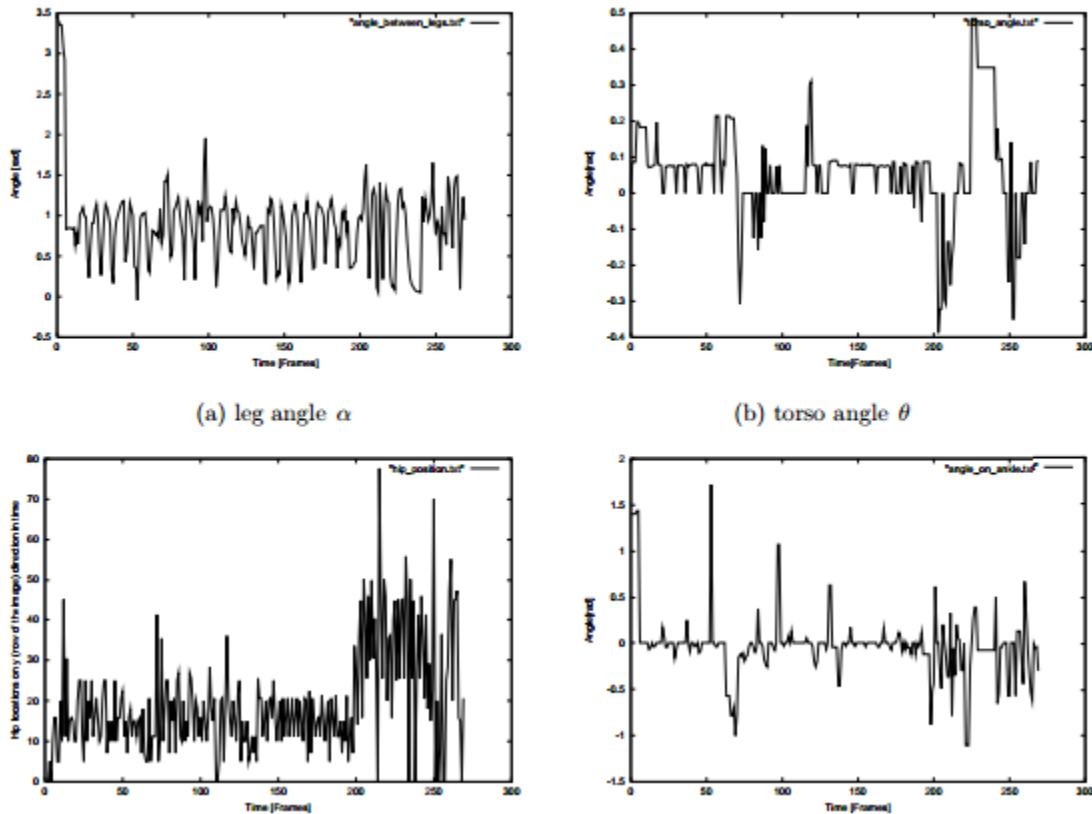 "angle_between_legs.txt"
3.5
3
2.5
2
1.5
1
0.5
0
-0.5
Angle [rad]
0 50 100 150 200 250 300
Time [Frames]
(a) leg angle α
"torso_angle.txt"
0.5
0.4
0.3
0.2
0.1
0
-0.1
-0.2
-0.3
-0.4
Angle[rad]
0 50 100 150 200 250 300
Time[Frames]
(b) torso angle θ
"hip_position.txt"
80
70
60
50
40
30
20
10
0
Hip locations on y (row of the image) direction in time
0 50 100 150 200 250 300
Time [Frames]
"angle_on_ankle.txt"
2
1.5
1
0.5
0
-0.5
-1
-1.5
Angle[rad]
0 50 100 150 200 250 300
Time [Frames]